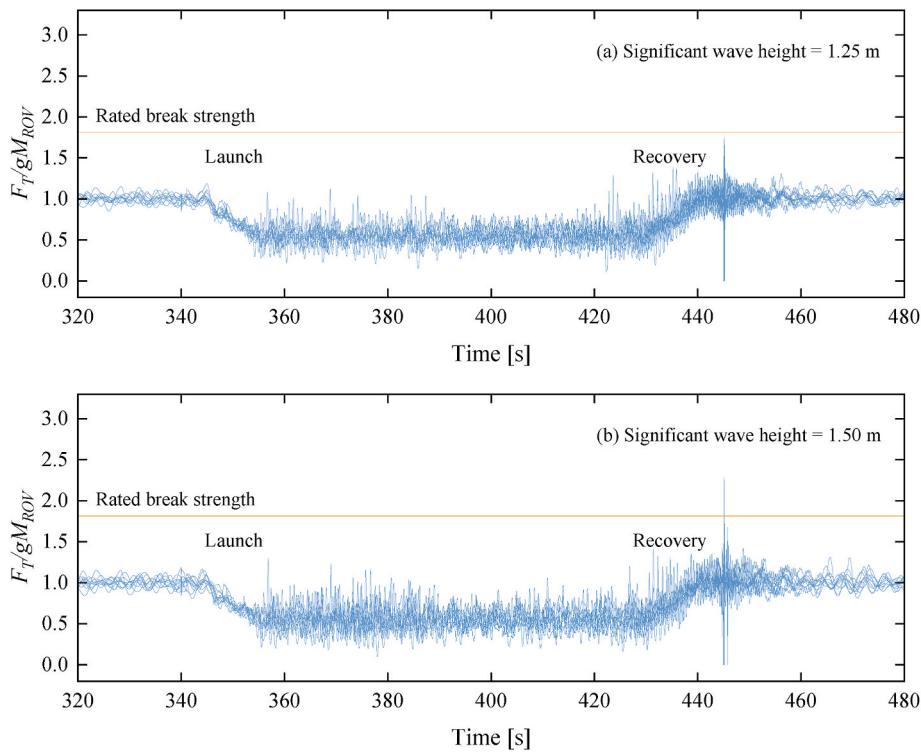 3.0
(a) Significant wave height = 1.25 m
2.5
2.0
Rated break strength
1.5
Launch
Recovery
1.0
0.5
0.0
F_T/gM_ROV
320 340 360 380 400 420 440 460 480
Time [s]
3.0
(b) Significant wave height = 1.50 m
2.5
2.0
Rated break strength
1.5
Launch
Recovery
1.0
0.5
0.0
F_T/gM_ROV
320 340 360 380 400 420 440 460 480
Time [s]